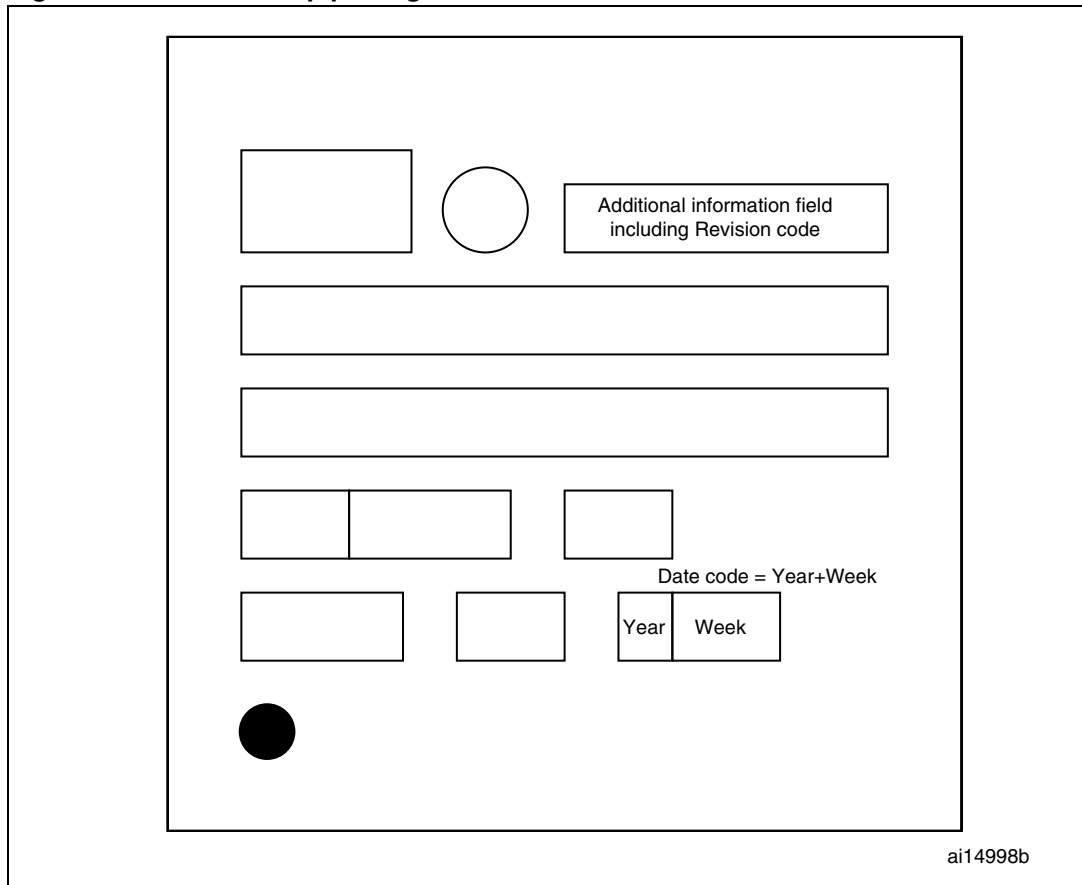 Additional information field
including Revision code
Date code = Year+Week
Year Week
ai14998b